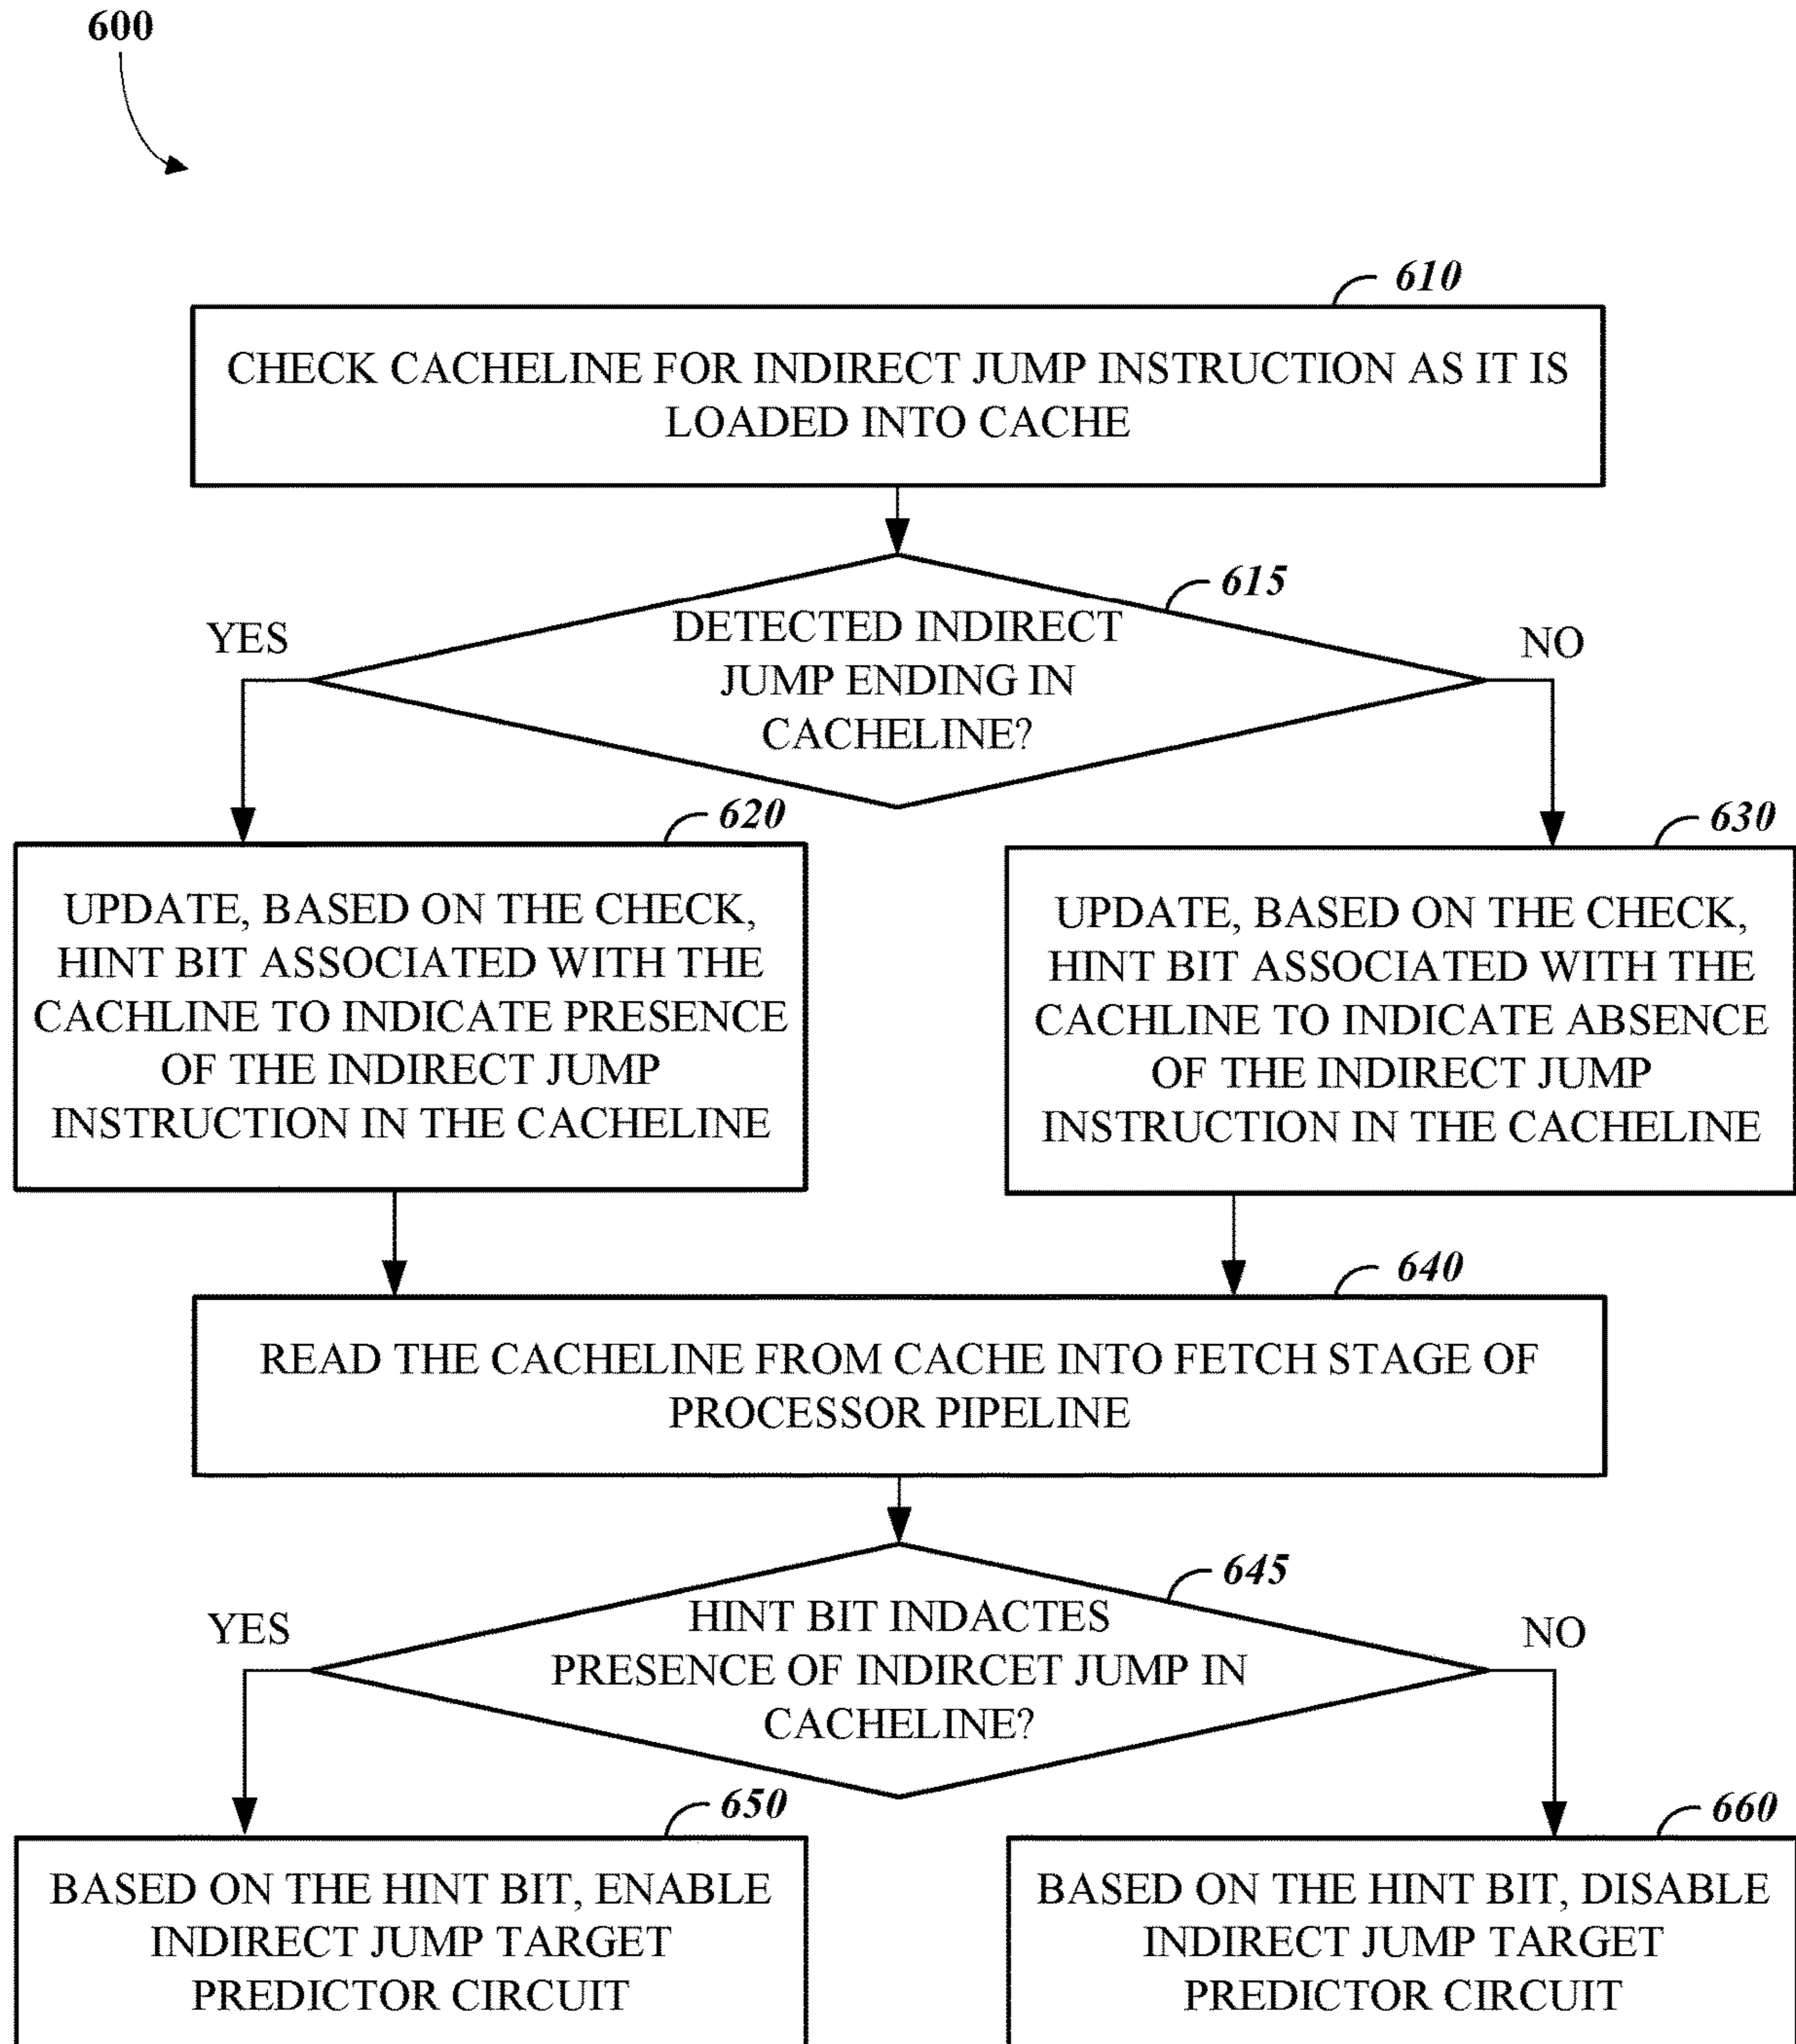 600
610
CHECK CACHELINE FOR INDIRECT JUMP INSTRUCTION AS IT IS
LOADED INTO CACHE
615
YES
DETECTED INDIRECT
JUMP ENDING IN
CACHELINE?
NO
620
UPDATE, BASED ON THE CHECK,
HINT BIT ASSOCIATED WITH THE
CACHLINE TO INDICATE PRESENCE
OF THE INDIRECT JUMP
INSTRUCTION IN THE CACHELINE
630
UPDATE, BASED ON THE CHECK,
HINT BIT ASSOCIATED WITH THE
CACHLINE TO INDICATE ABSENCE
OF THE INDIRECT JUMP
INSTRUCTION IN THE CACHELINE
640
READ THE CACHELINE FROM CACHE INTO FETCH STAGE OF
PROCESSOR PIPELINE
645
YES
HINT BIT INDACTES
PRESENCE OF INDIRCET JUMP IN
CACHELINE?
NO
650
BASED ON THE HINT BIT, ENABLE
INDIRECT JUMP TARGET
PREDICTOR CIRCUIT
660
BASED ON THE HINT BIT, DISABLE
INDIRECT JUMP TARGET
PREDICTOR CIRCUIT